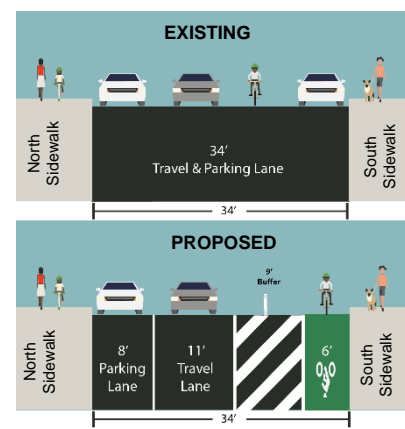 EXISTING
North
Sidewalk
34'
Travel & Parking Lane
South
Sidewalk
34'
PROPOSED
North
Sidewalk
8'
Parking
Lane
11'
Travel
Lane
9'
Buffer
6'
South
Sidewalk
34'